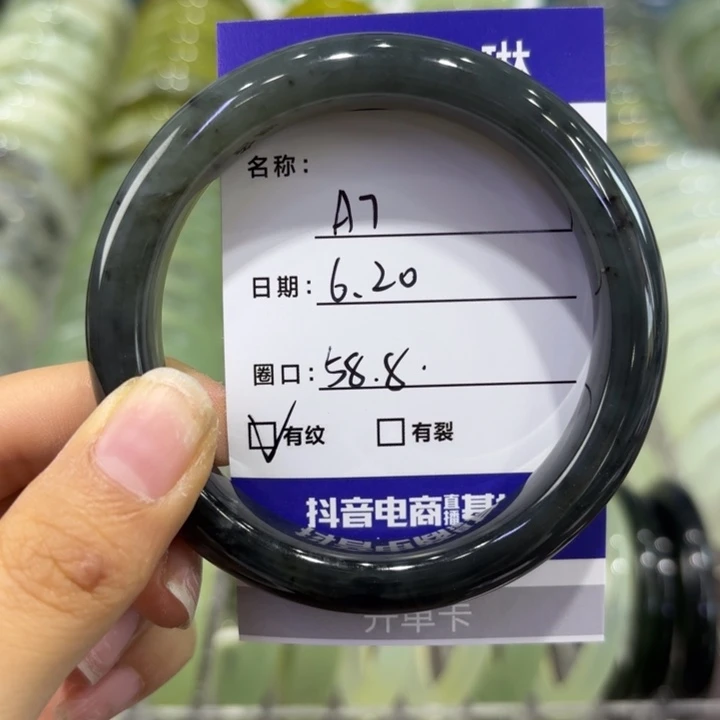 琳
名称: A7
日期: 6.20
圈口: 58.8.
有纹 有裂
抖音电商直播基
开单卡